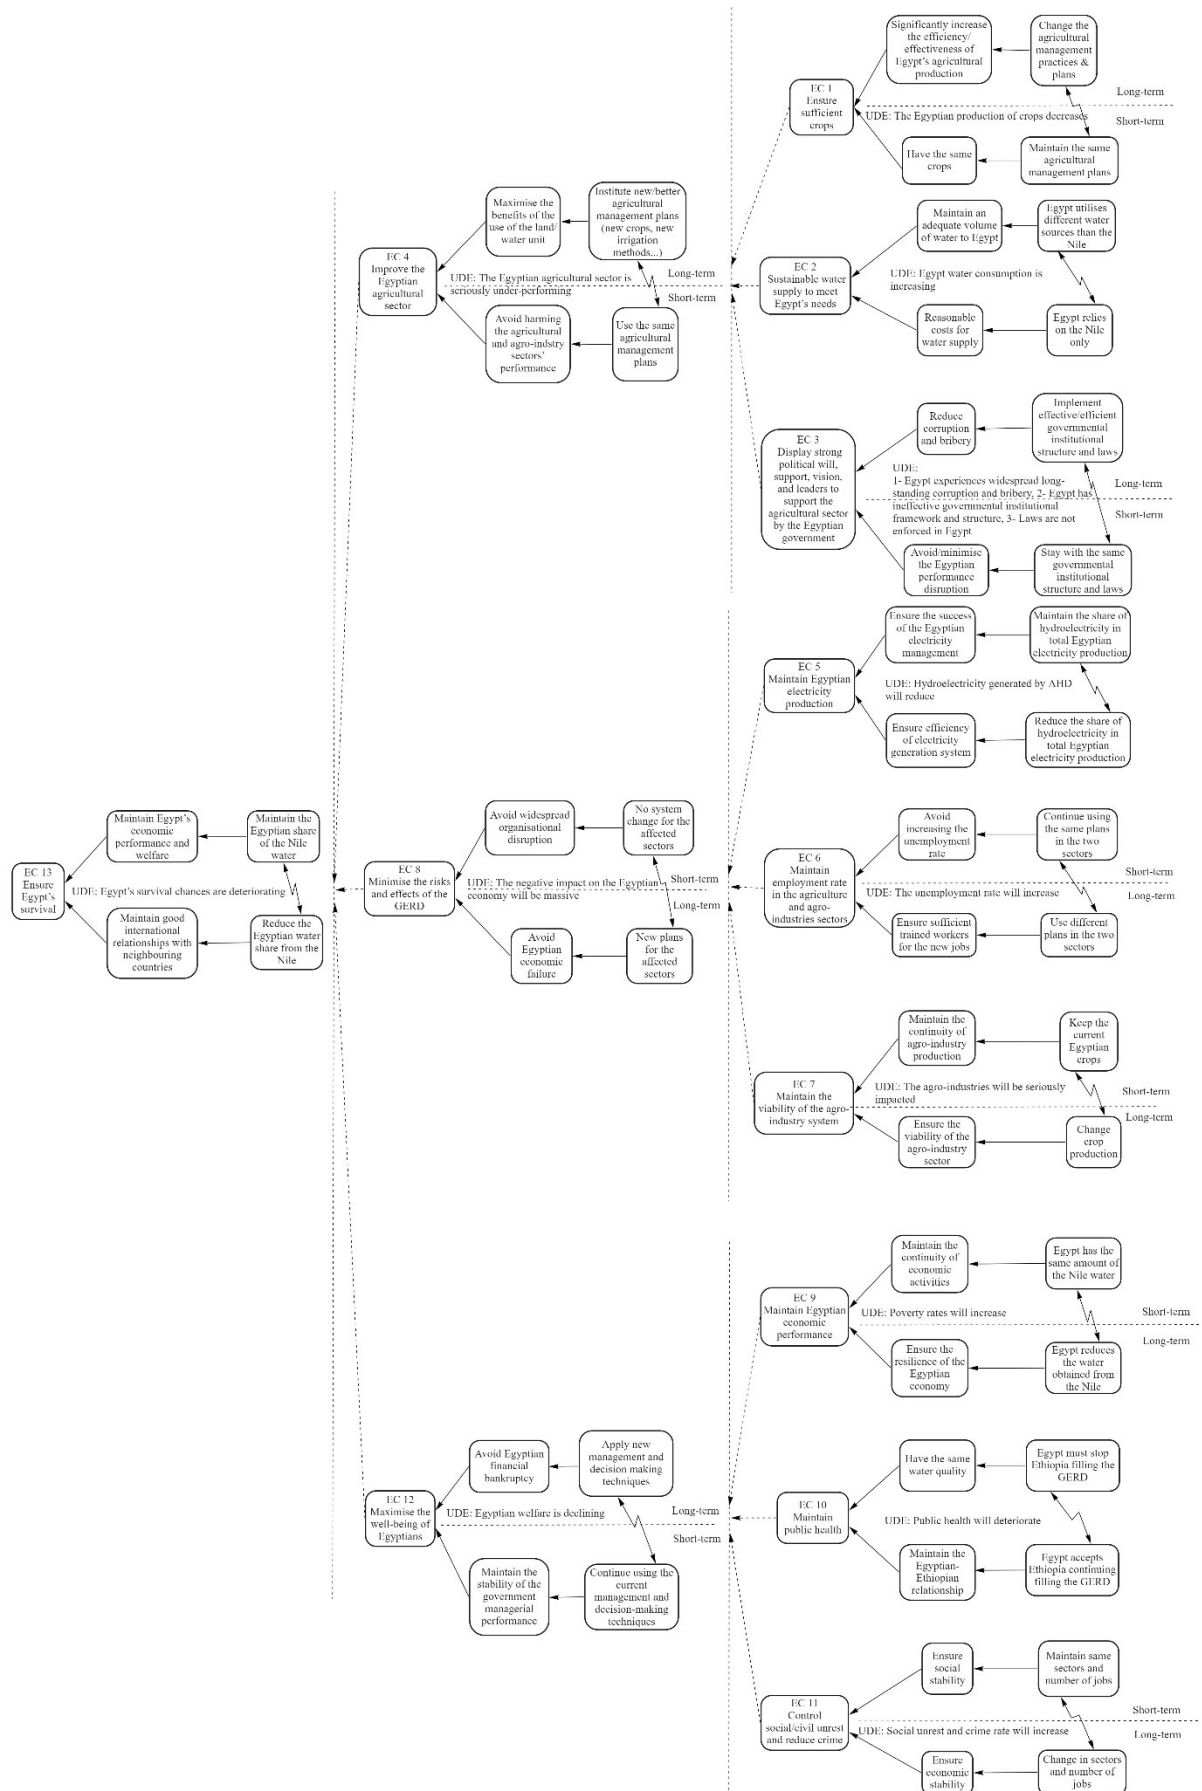 Significantly increase
the efficiency/
effectiveness of
Egypt's agricultural
production
Change the
agricultural
management
practices &
plans
EC 1
Ensure
sufficient
crops
Long-term
UDE: The Egyptian production of crops decreases
Short-term
Have the same
crops
Maintain the same
agricultural
management plans
Maximise the
benefits of the
use of the land/
water unit
Institute new/better
agricultural
management plans
(new crops, new
irrigation
methods...)
EC 4
Improve the
Egyptian
agricultural
sector
UDE: The Egyptian agricultural sector is
seriously under-performing
Long-term
Short-term
Avoid harming
the agricultural
and agro-indstry
sectors'
performance
Use the same
agricultural
management
plans
Maintain an
adequate volume
of water to Egypt
Egypt utilises
different water
sources than the
Nile
EC 2
Sustainable water
supply to meet
Egypt's needs
UDE: Egypt water consumption is
increasing
Reasonable
costs for
water supply
Egypt relies
on the Nile
only
Reduce
corruption
and bribery
Implement
effective/efficient
governmental
institutional
structure and laws
EC 3
Display strong
political will,
support, vision,
and leaders to
support the
agricultural sector
by the Egyptian
government
UDE:
1- Egypt experiences widespread long-
standing corruption and bribery, 2- Egypt has
ineffective governmental institutional
framework and structure, 3- Laws are not
enforced in Egypt
Long-term
Short-term
Avoid/minimise
the Egyptian
performance
disruption
Stay with the same
governmental
institutional
structure and laws
Ensure the success
of the Egyptian
electricity
management
Maintain the share of
hydroelectricity in
total Egyptian
electricity production
EC 5
Maintain Egyptian
electricity
production
UDE: Hydroelectricity generated by AHD
will reduce
Ensure efficiency
of electricity
generation system
Reduce the share of
hydroelectricity in
total Egyptian
electricity production
Maintain Egypt's
economic
performance and
welfare
Maintain the
Egyptian share
of the Nile
water
EC 13
Ensure
Egypt's
survival
UDE: Egypt's survival chances are deteriorating
Maintain good
international
relationships with
neighbouring
countries
Reduce the
Egyptian water
share from the
Nile
Avoid widespread
organisational
disruption
No system
change for the
affected
sectors
EC 8
Minimise the risks
and effects of the
GERD
UDE: The negative impact on the Egyptian
economy will be massive
Short-term
Long-term
Avoid
Egyptian
economic
failure
New plans
for the
affected
sectors
Avoid
increasing the
unemployment
rate
Continue using
the same plans
in the two
sectors
EC 6
Maintain
employment rate
in the agriculture
and agro-
industries sectors
Short-term
UDE: The unemployment rate will increase
Long-term
Ensure sufficient
trained workers
for the new jobs
Use different
plans in the two
sectors
Maintain the
continuity of
agro-industry
production
Keep the
current
Egyptian
crops
EC 7
Maintain the
viability of the agro-
industry system
UDE: The agro-industries will be seriously
impacted
Short-term
Long-term
Ensure the
viability of the
agro-industry
sector
Change
crop
production
Maintain the
continuity of
economic
activities
Egypt has the
same amount of
the Nile water
EC 9
Maintain Egyptian
economic
performance
UDE: Poverty rates will increase
Short-term
Long-term
Ensure the
resilience of the
Egyptian
economy
Egypt reduces
the water
obtained from
the Nile
Avoid Egyptian
financial
bankruptcy
Apply new
management and
decision making
techniques
EC 12
Maximise the
well-being of
Egyptians
UDE: Egyptian welfare is declining
Long-term
Short-term
Maintain the
stability of the
government
managerial
performance
Continue using the
current
management and
decision-making
techniques
Have the same
water quality
Egypt must stop
Ethiopia filling the
GERD
EC 10
Maintain
public health
UDE: Public health will deteriorate
Maintain the
Egyptian-
Ethiopian
relationship
Egypt accepts
Ethiopia continuing
filling the GERD
Ensure
social
stability
Maintain same
sectors and
number of jobs
EC 11
Control
social/civil unrest
and reduce crime
Short-term
UDE: Social unrest and crime rate will increase
Long-term
Ensure
economic
stability
Change in sectors
and number of
jobs